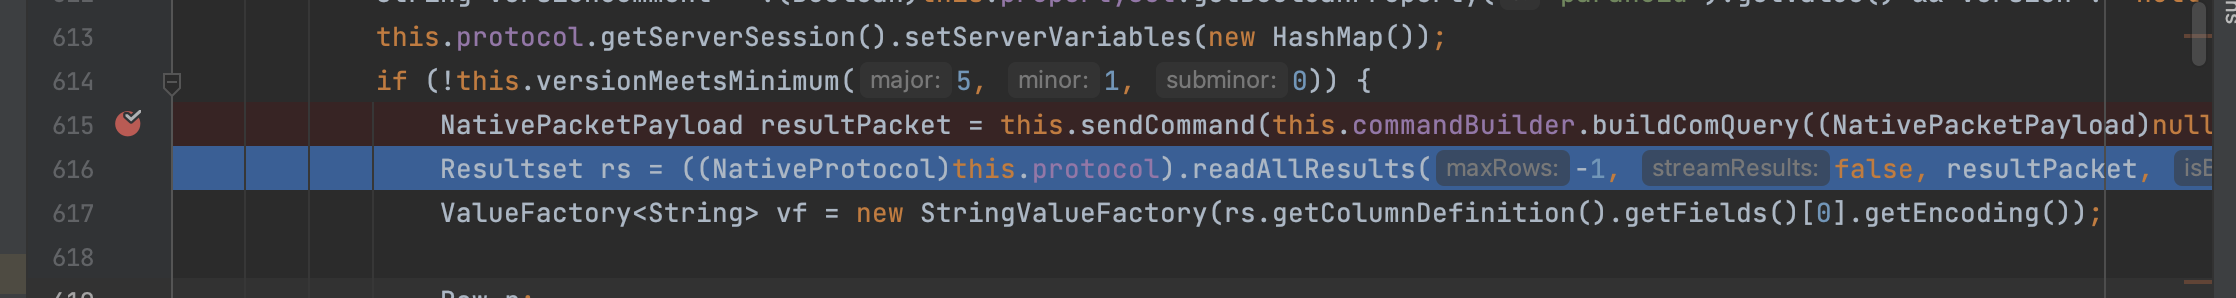 613 this.protocol.getServerSession().setServerVariables(new HashMap());
614 if (!this.versionMeetsMinimum( major: 5, minor: 1, subminor: 0)) {
615 NativePacketPayload resultPacket = this.sendCommand(this.commandBuilder.buildComQuery((NativePacketPayload)null
616 Resultset rs = ((NativeProtocol)this.protocol).readAllResults( maxRows: -1, streamResults: false, resultPacket,
617 ValueFactory<String> vf = new StringValueFactory(rs.getColumnDefinition().getFields()[0].getEncoding());
618